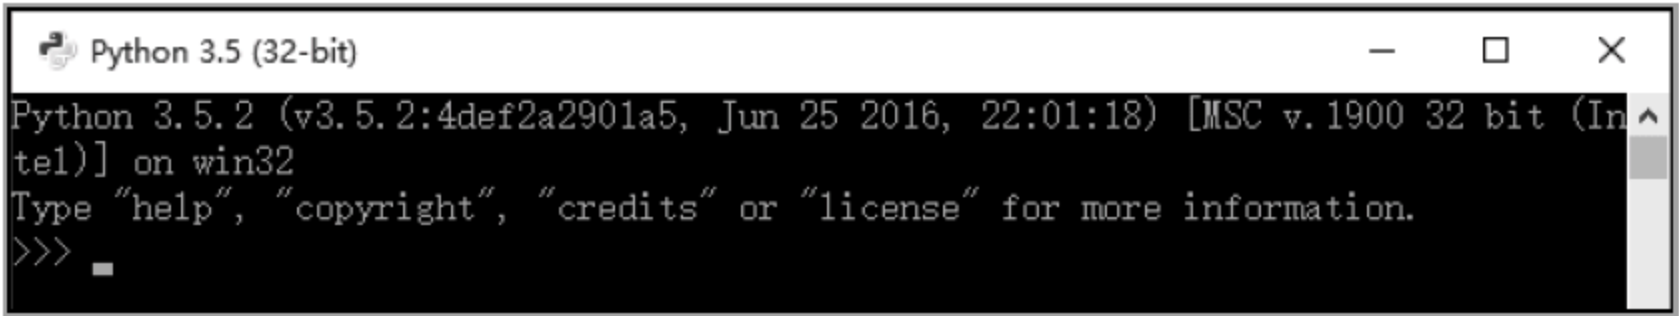 Python 3.5 (32-bit)
Python 3.5.2 (v3.5.2:4def2a2901a5, Jun 25 2016, 22:01:18) [MSC v.1900 32 bit (In
tel)] on win32
Type "help", "copyright", "credits" or "license" for more information.
>>> _